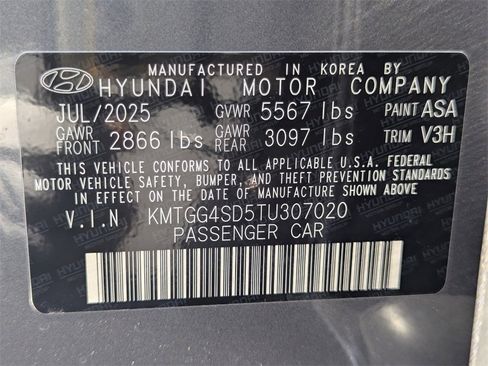 MANUFACTURED IN KOREA BY
HYUNDAI MOTOR COMPANY
JUL/2025 GVWR 5567 lbs PAINT ASA
GAWR FRONT 2866 lbs GAWR REAR 3097 lbs TRIM V3H
THIS VEHICLE CONFORMS TO ALL APPLICABLE U.S.A. FEDERAL
MOTOR VEHICLE SAFETY, BUMPER, AND THEFT PREVENTION STANDARDS
IN EFFECT ON THE DATE OF MANUFACTURE SHOWN ABOVE
V.I.N KMTGG4SD5TU307020
PASSENGER CAR